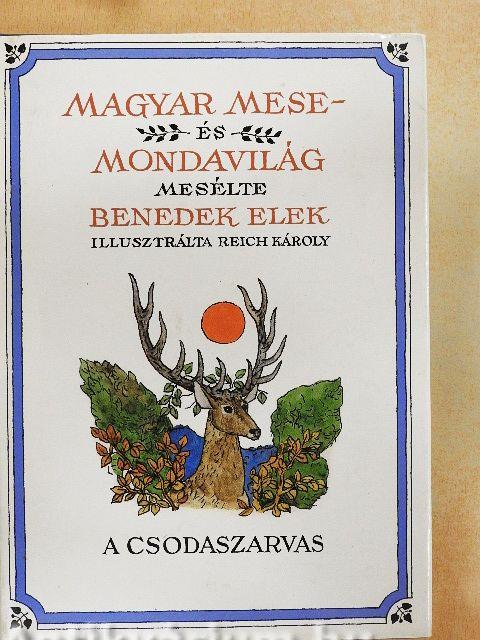 MAGYAR MESE-
ÉS
MONDAVILÁG
MESÉLTE
BENEDEK ELEK
ILLUSZTRÁLTA REICH KÁROLY
A CSODASZARVAS